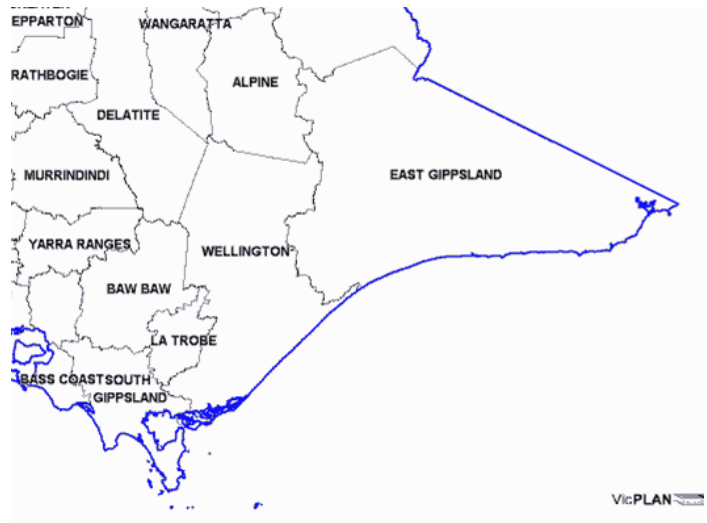 EPPARTON
WANGARATTA
RATHBOGIE
ALPINE
DELATITE
MURRINDINDI
EAST GIPPSLAND
YARRA RANGES
WELLINGTON
BAW BAW
LA TROBE
BASS COAST
SOUTH
GIPPSLAND
VicPLAN